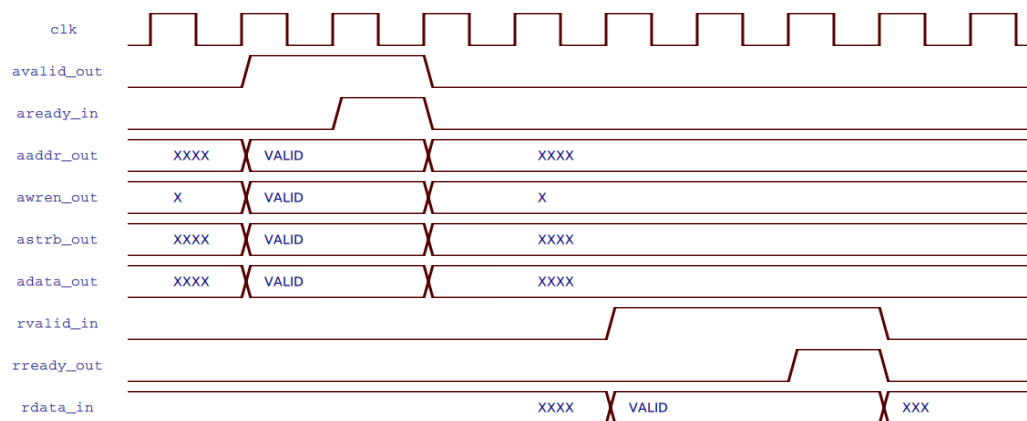 clk
avalid_out
aready_in
aaddr_out XXXX VALID XXXX
awren_out X VALID X
astrb_out XXXX VALID XXXX
adata_out XXXX VALID XXXX
rvalid_in
rready_out
rdata_in XXXX VALID XXX